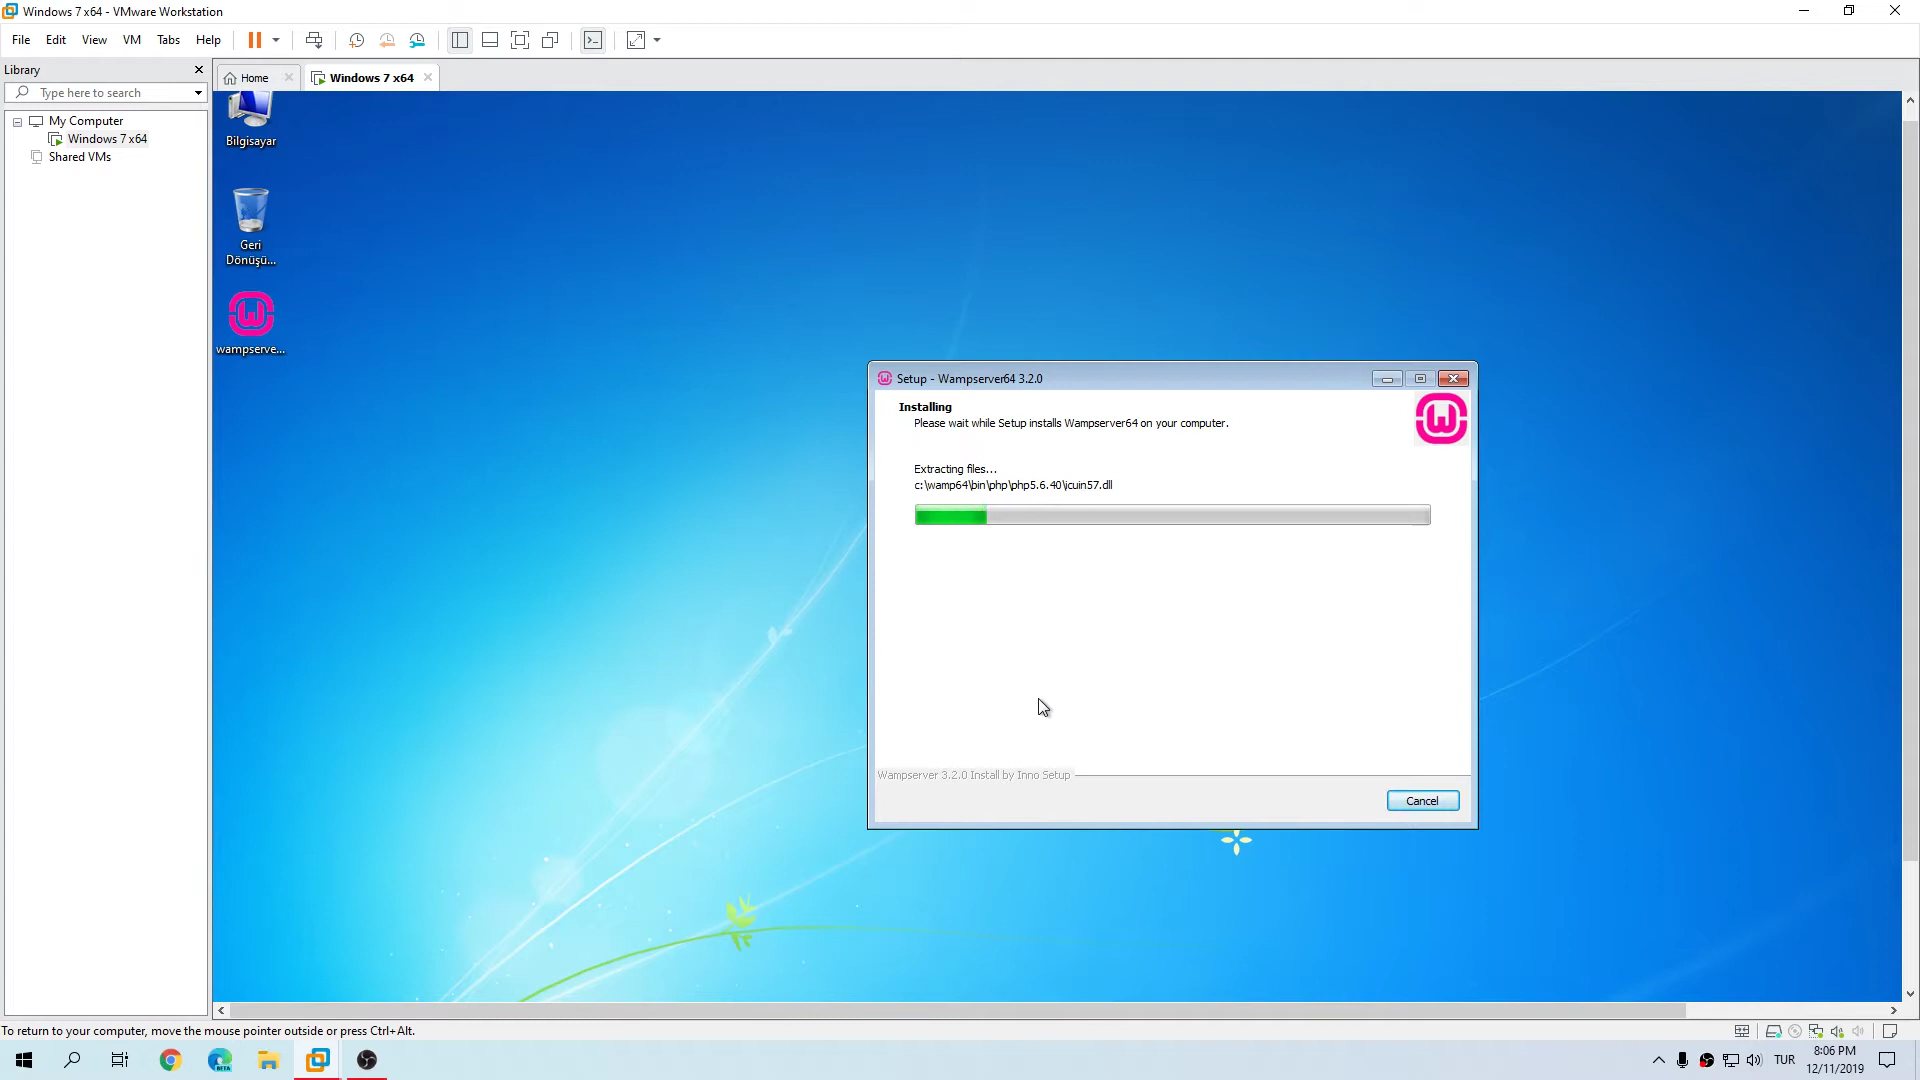 Windows 7 x64 - VMware Workstation
File Edit View VM Tabs Help
Library
Home
Windows 7 x64
Type here to search
My Computer
Windows 7 x64
Shared VMs
Bilgisayar
Geri
Dönüşü...
wampserve...
Setup - Wampserver64 3.2.0
Installing
Please wait while Setup installs Wampserver64 on your computer.
Extracting files...
c:\wamp64\bin\php\php5.6.40\icuin57.dll
Wampserver 3.2.0 Install by Inno Setup
Cancel
To return to your computer, move the mouse pointer outside or press Ctrl+Alt.
BETA
TUR
8:06 PM
12/11/2019